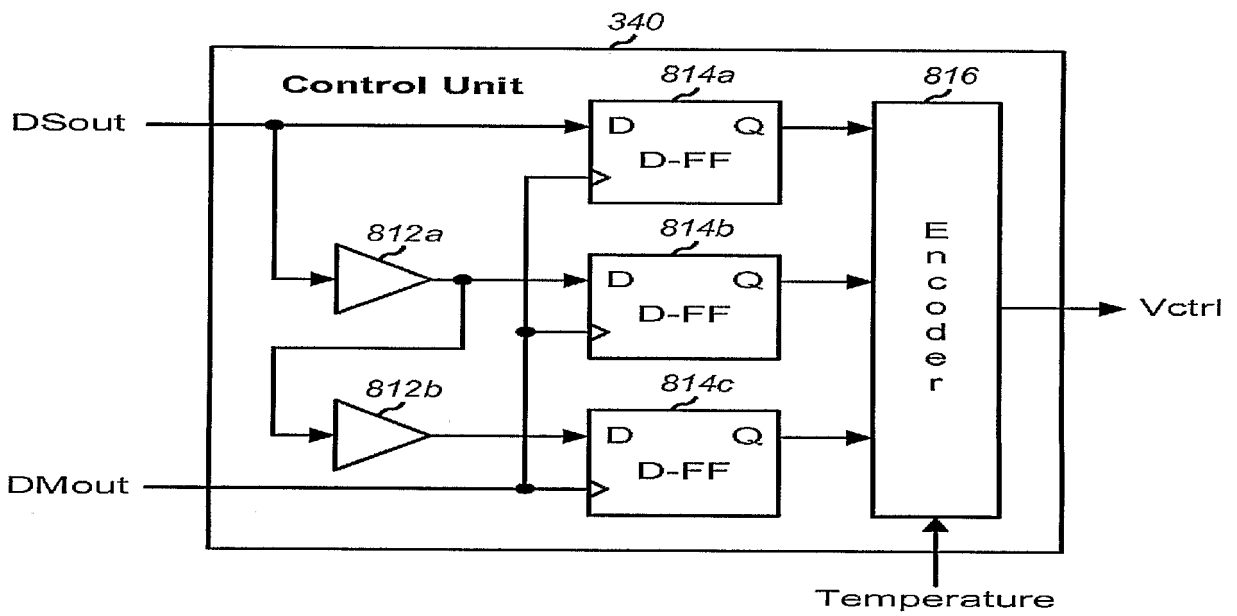 340
Control Unit
814a
816
DSout
D Q
D-FF
812a
814b
D Q
D-FF
Encoder
Vctrl
812b
814c
D Q
D-FF
DMout
Temperature